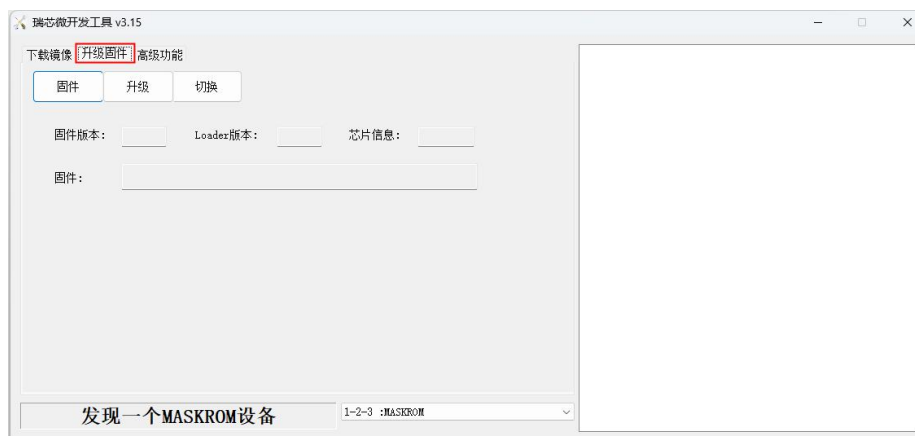 瑞芯微开发工具 v3.15
下载镜像 升级固件 高级功能
固件 升级 切换
固件版本： Loader版本： 芯片信息：
固件：
发现一个MASKROM设备 1-2-3 :MASKROM